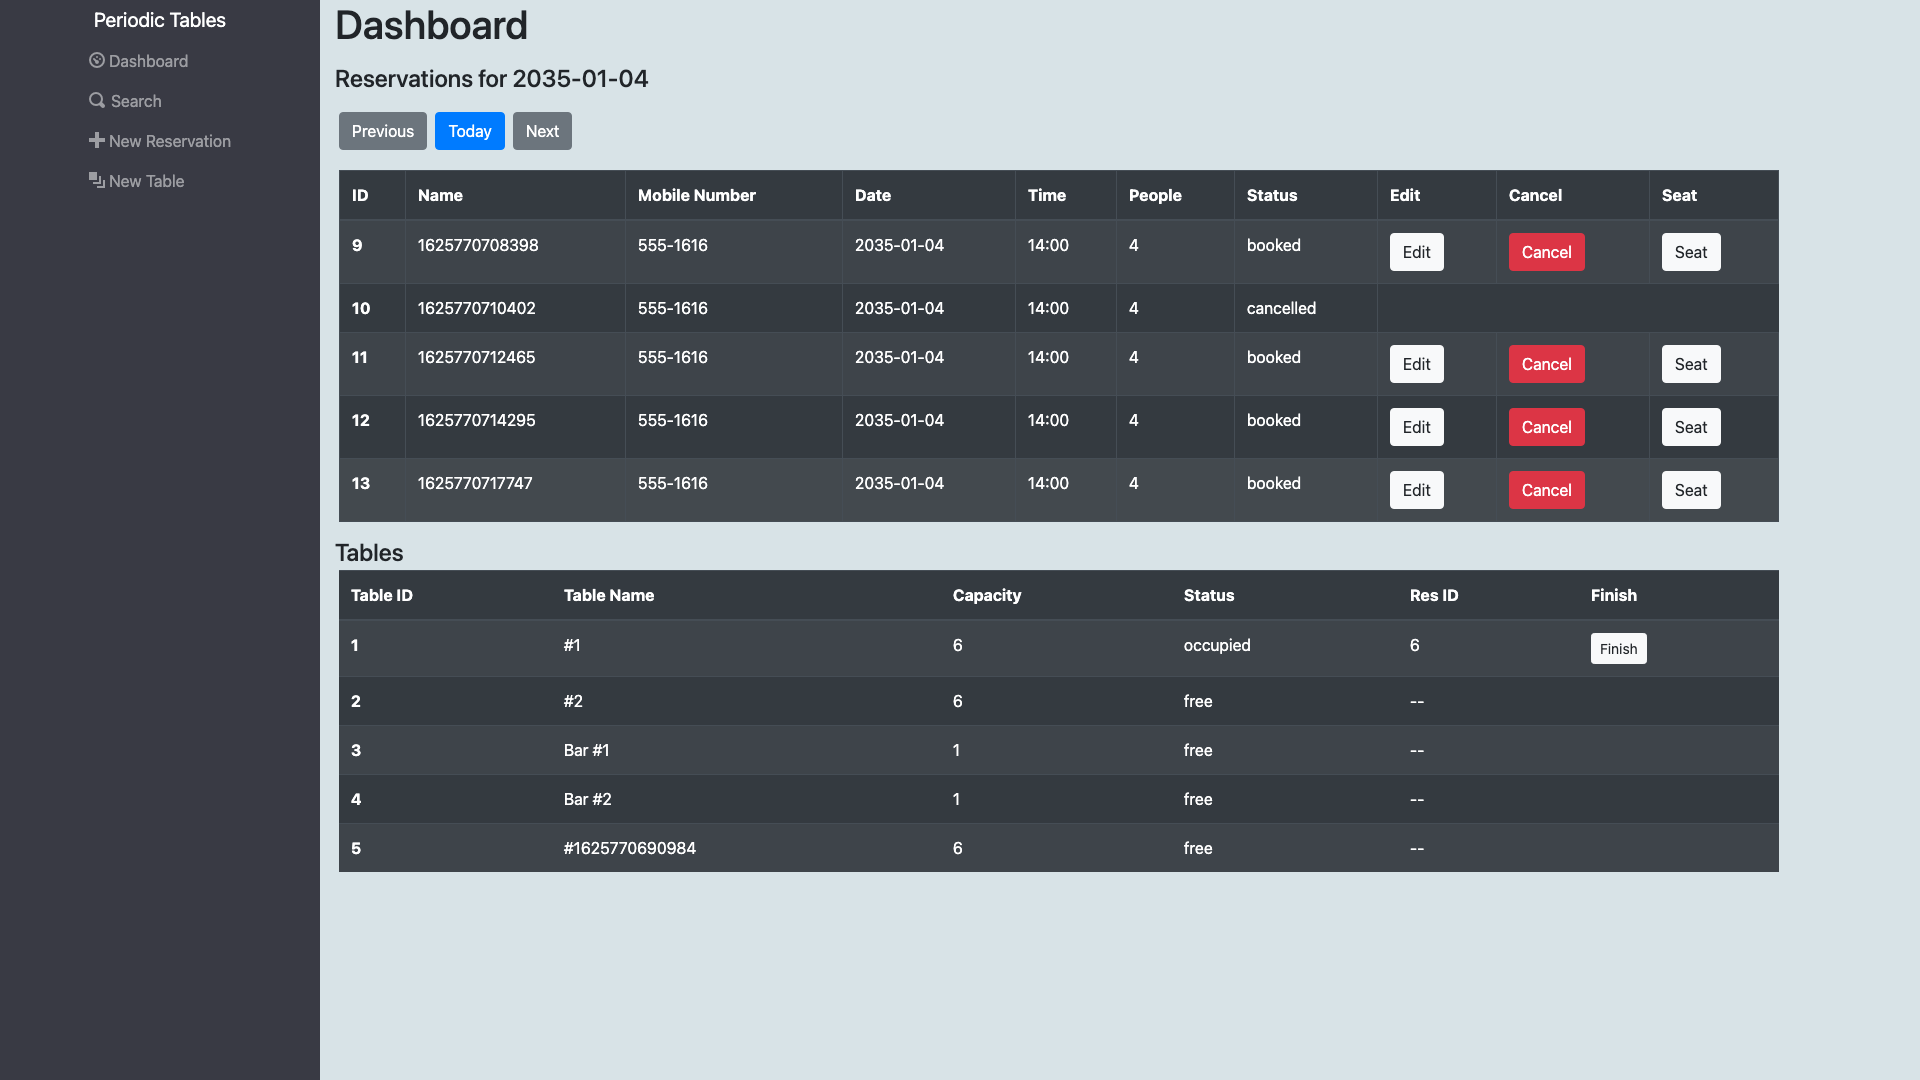 Periodic Tables
Dashboard
Search
New Reservation
New Table
Dashboard
Reservations for 2035-01-04
Previous Today Next
ID Name Mobile Number Date Time People Status Edit Cancel Seat
9 1625770708398 555-1616 2035-01-04 14:00 4 booked Edit Cancel Seat
10 1625770710402 555-1616 2035-01-04 14:00 4 cancelled
11 1625770712465 555-1616 2035-01-04 14:00 4 booked Edit Cancel Seat
12 1625770714295 555-1616 2035-01-04 14:00 4 booked Edit Cancel Seat
13 1625770717747 555-1616 2035-01-04 14:00 4 booked Edit Cancel Seat
Tables
Table ID Table Name Capacity Status Res ID Finish
1 #1 6 occupied 6 Finish
2 #2 6 free --
3 Bar #1 1 free --
4 Bar #2 1 free --
5 #1625770690984 6 free --